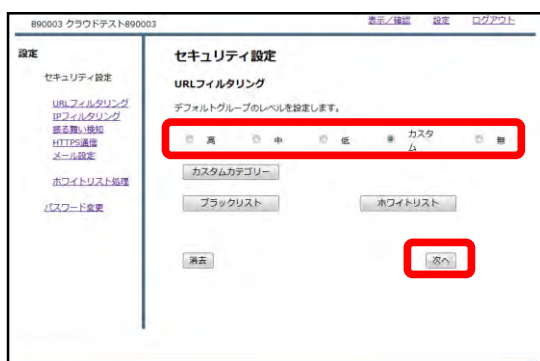 890003 クラウドテスト890003
表示/確認 設定 ログアウト
設定
セキュリティ設定
URLフィルタリング
IPフィルタリング
振る舞い検知
HTTPS通信
メール設定
ホワイトリスト処理
パスワード変更
セキュリティ設定
URLフィルタリング
デフォルトグループのレベルを設定します。
高 中 低 カスタム 無
カスタムカテゴリー
ブラックリスト ホワイトリスト
消去 次へ